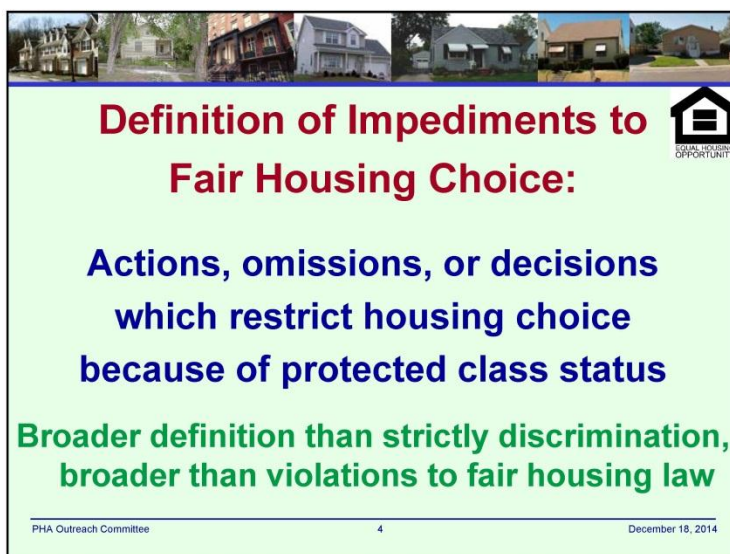 Definition of Impediments to
EQUAL HOUSING
OPPORTUNITY
Fair Housing Choice:
Actions, omissions, or decisions
which restrict housing choice
because of protected class status
Broader definition than strictly discrimination,
broader than violations to fair housing law
PHA Outreach Committee 4 December 18, 2014